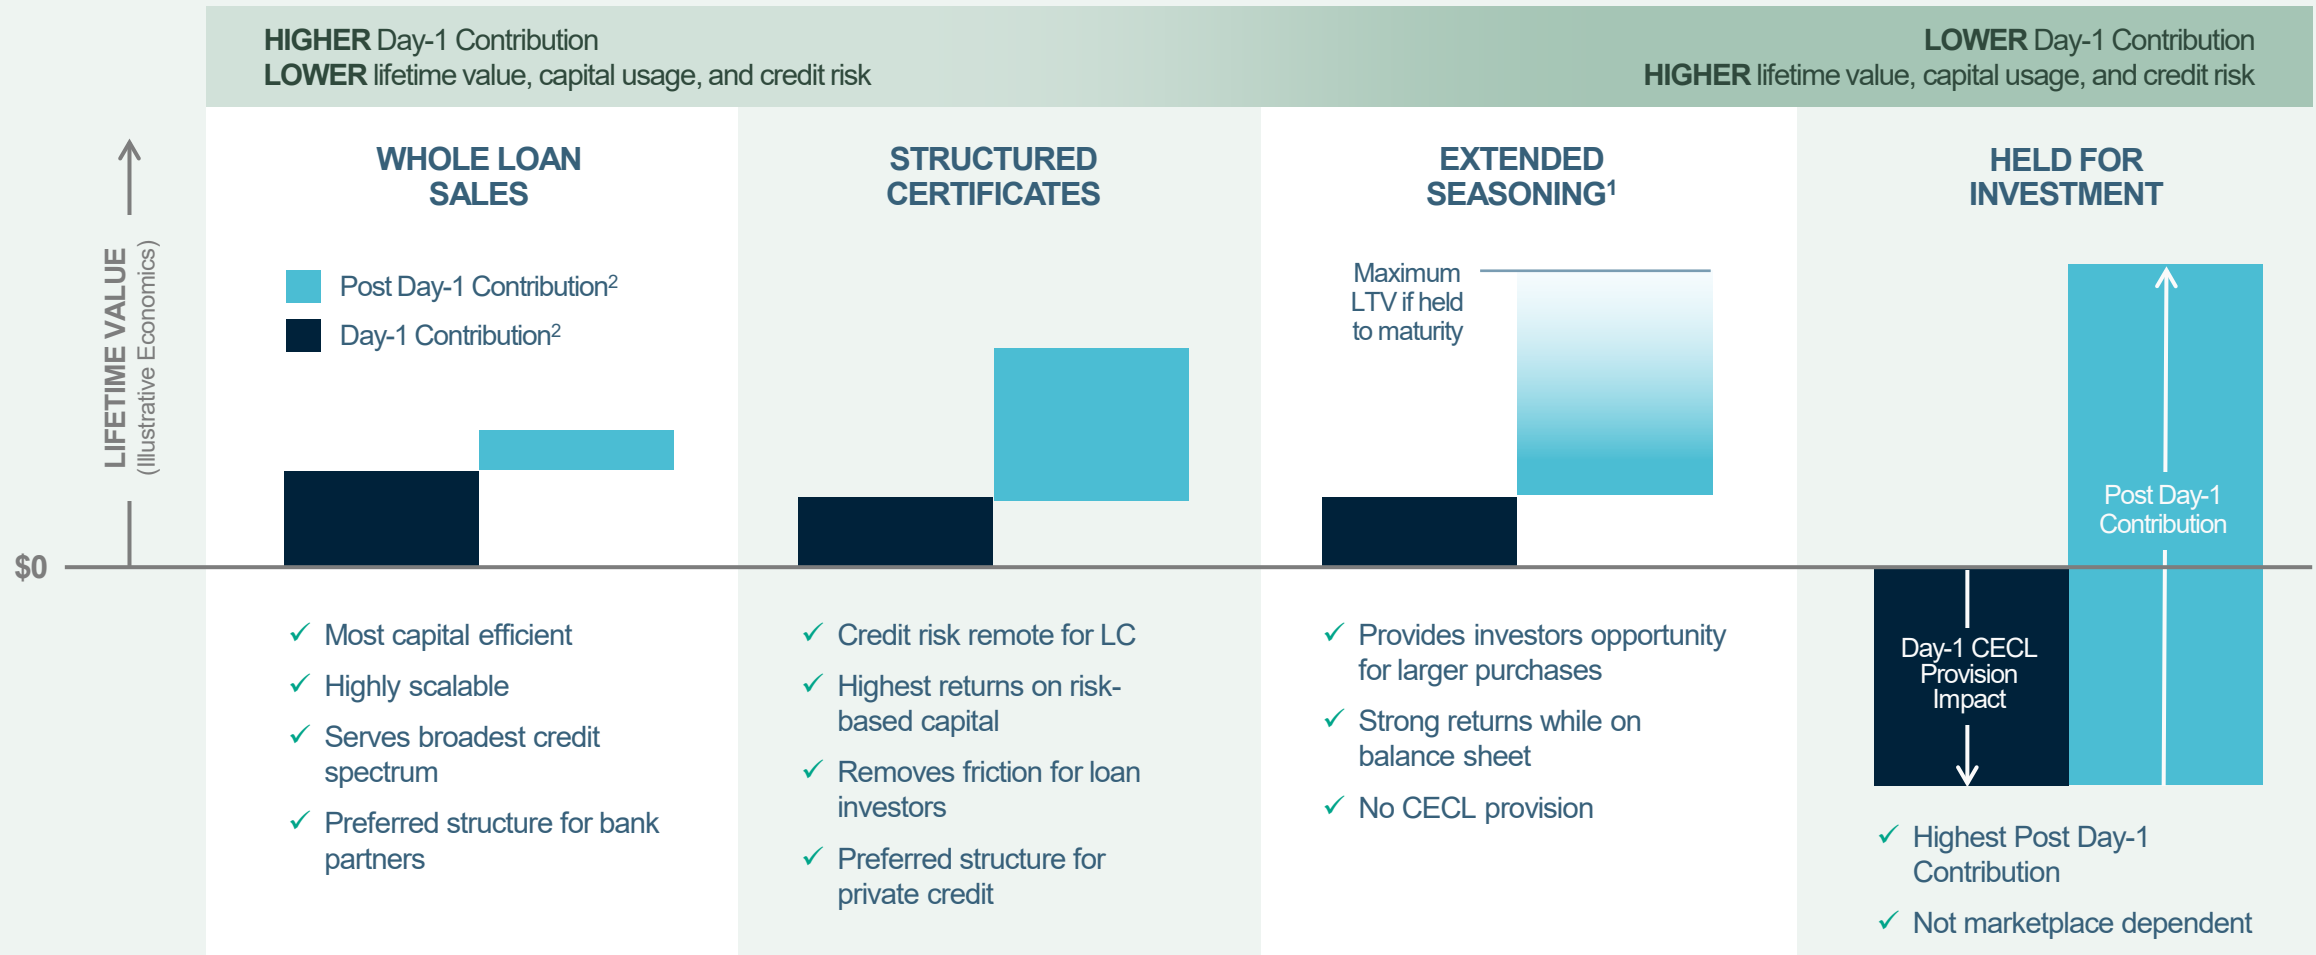 HIGHER Day-1 Contribution
LOWER lifetime value, capital usage, and credit risk
LOWER Day-1 Contribution
HIGHER lifetime value, capital usage, and credit risk
LIFETIME VALUE
(Illustrative Economics)
$0
WHOLE LOAN
SALES
Post Day-1 Contribution²
Day-1 Contribution²
✓ Most capital efficient
✓ Highly scalable
✓ Serves broadest credit
spectrum
✓ Preferred structure for bank
partners
STRUCTURED
CERTIFICATES
✓ Credit risk remote for LC
✓ Highest returns on risk-
based capital
✓ Removes friction for loan
investors
✓ Preferred structure for
private credit
EXTENDED
SEASONING¹
Maximum
LTV if held
to maturity
✓ Provides investors opportunity
for larger purchases
✓ Strong returns while on
balance sheet
✓ No CECL provision
HELD FOR
INVESTMENT
Post Day-1
Contribution
Day-1 CECL
Provision
Impact
✓ Highest Post Day-1
Contribution
✓ Not marketplace dependent